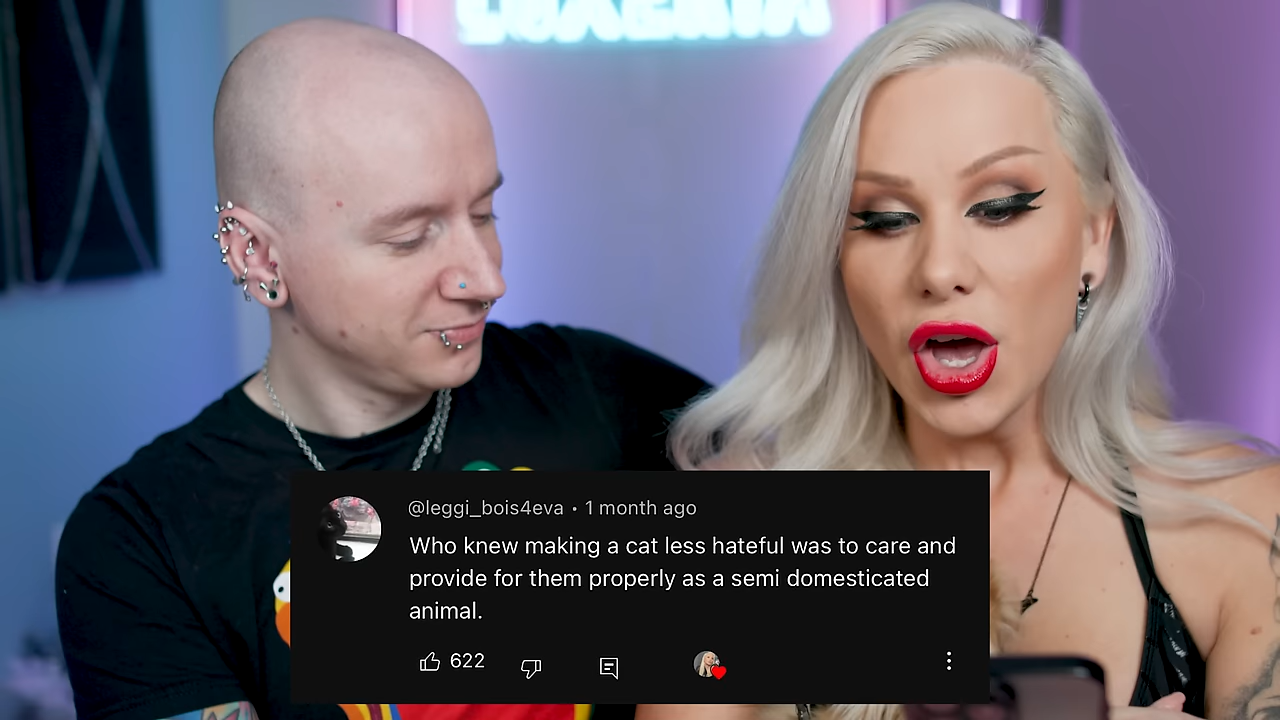 @leggi_bois4eva • 1 month ago
Who knew making a cat less hateful was to care and
provide for them properly as a semi domesticated
animal.
622